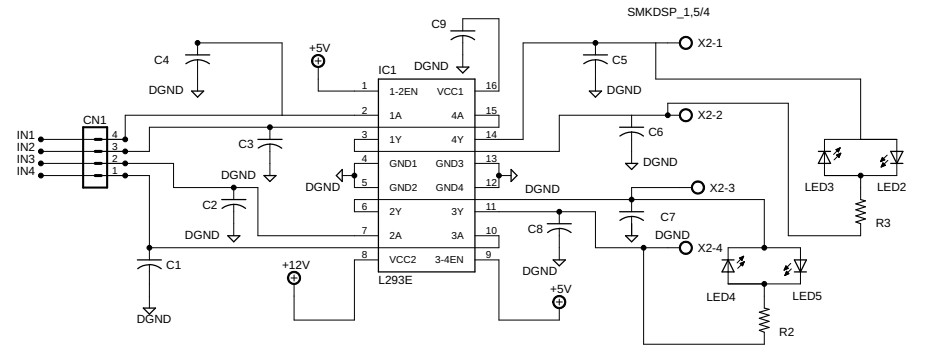 SMKDSP_1,5/4
C9
X2-1
+5V
C4
C5
DGND
IC1
DGND
DGND
1 1-2EN VCC1 16
CN1
2 1A 4A 15
X2-2
IN1 4
3 1Y 4Y 14
C6
IN2 3
C3
IN3 2
4 GND1 GND3 13
DGND
IN4 1
DGND
DGND
5 GND2 GND4 12
DGND
X2-3
LED3
LED2
C2
6 2Y 3Y 11
C7
R3
DGND
7 2A 3A 10
C8
DGND
X2-4
C1
+12V
8 VCC2 3-4EN 9
DGND
L293E
+5V
LED4
LED5
DGND
R2